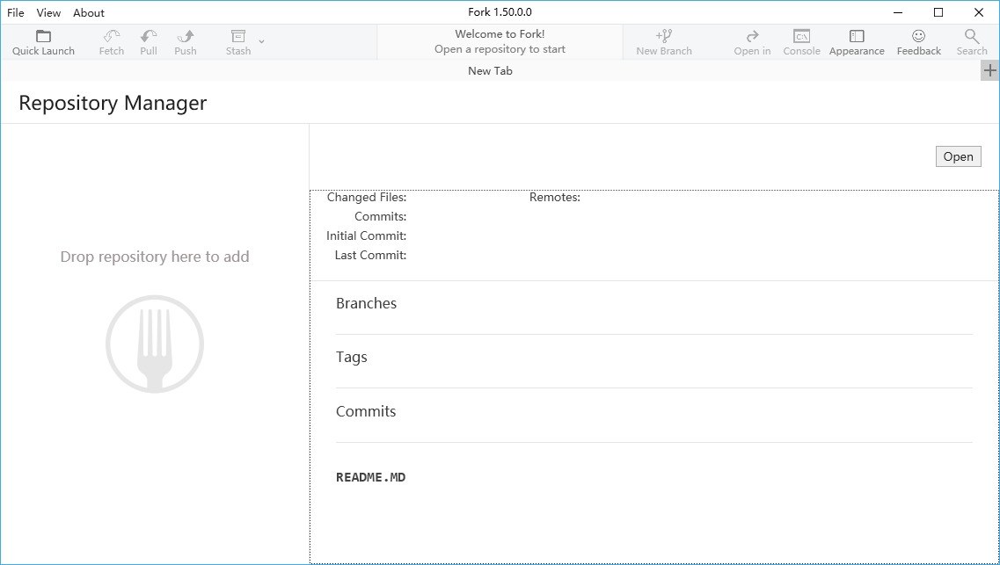 File View About Fork 1.50.0.0
Quick Launch Fetch Pull Push Stash
Welcome to Fork!
Open a repository to start
New Branch Open in Console Appearance Feedback Search
C:\
New Tab
Repository Manager
Drop repository here to add
Open
Changed Files: Remotes:
Commits:
Initial Commit:
Last Commit:
Branches
Tags
Commits
README.MD